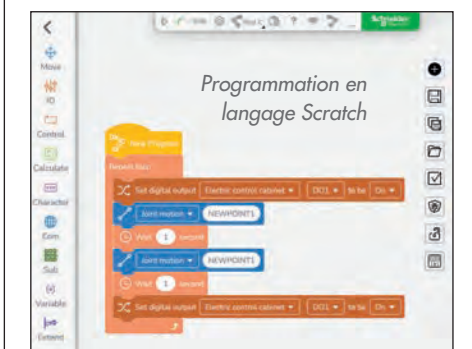 Schneider
Move
Programmation en
langage Scratch
IO
Control
New Program
Calculate
Set digital output Electric control cabinet DO1 to be On
Character
Joint motion NEWPOINT1
Com
Wait 1 second
Joint motion NEWPOINT1
Sub
Wait 1 second
Variable
Set digital output Electric control cabinet DO1 to be On
Extend